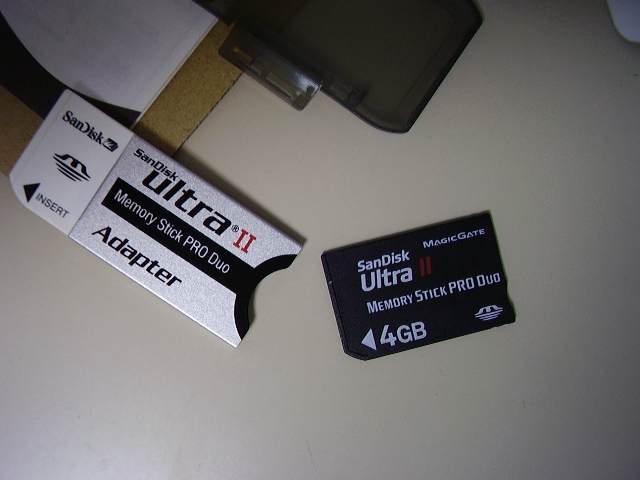 SanDisk
INSERT
SanDisk
ultra® II
Memory Stick PRO Duo
Adapter
MAGICGATE
SanDisk
Ultra II
MEMORY STICK PRO DUO
4GB